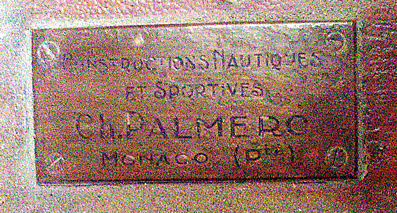 CONSTRUCTIONS NAUTIQUES
ET SPORTIVES
Ch. PALMERO
MONACO (Pté)